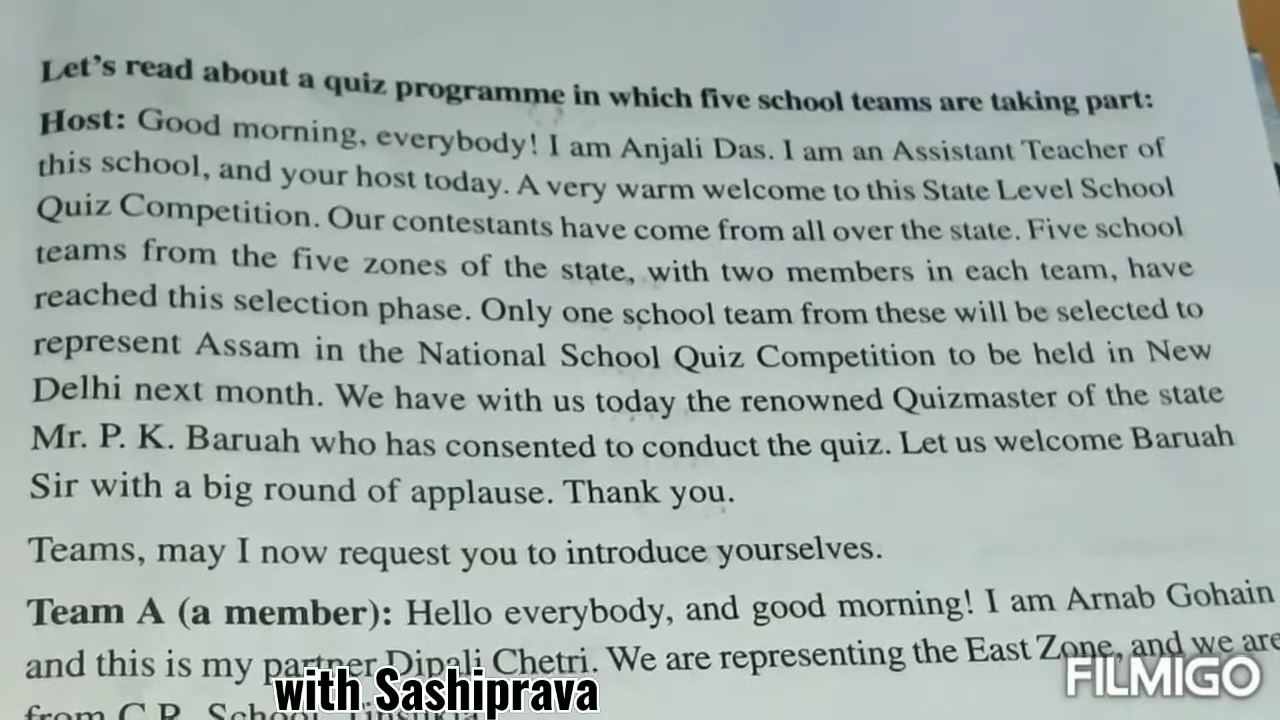 Let's read about a quiz programme in which five school teams are taking part:
Host: Good morning, everybody! I am Anjali Das. I am an Assistant Teacher of
this school, and your host today. A very warm welcome to this State Level School
Quiz Competition. Our contestants have come from all over the state. Five school
teams from the five zones of the state, with two members in each team, have
reached this selection phase. Only one school team from these will be selected to
represent Assam in the National School Quiz Competition to be held in New
Delhi next month. We have with us today the renowned Quizmaster of the state
Mr. P. K. Baruah who has consented to conduct the quiz. Let us welcome Baruah
Sir with a big round of applause. Thank you.
Teams, may I now request you to introduce yourselves.
Team A (a member): Hello everybody, and good morning! I am Arnab Gohain
and this is my partner Dipali Chetri. We are representing the East Zone, and we are
from C.R. School,
with Sashiprava
FILMIGO